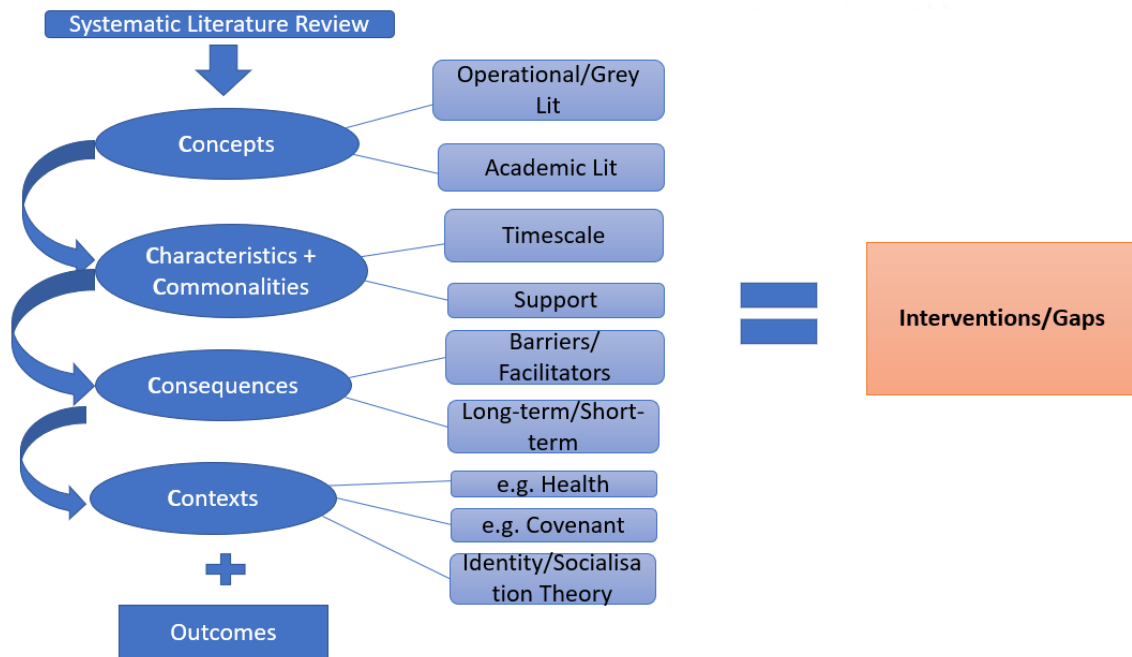 Systematic Literature Review
Operational/Grey
Lit
Concepts
Academic Lit
Timescale
Characteristics +
Commonalities
Support
Interventions/Gaps
Barriers/
Facilitators
Consequences
Long-term/Short-
term
e.g. Health
Contexts
e.g. Covenant
Identity/Socialisa
tion Theory
+
Outcomes